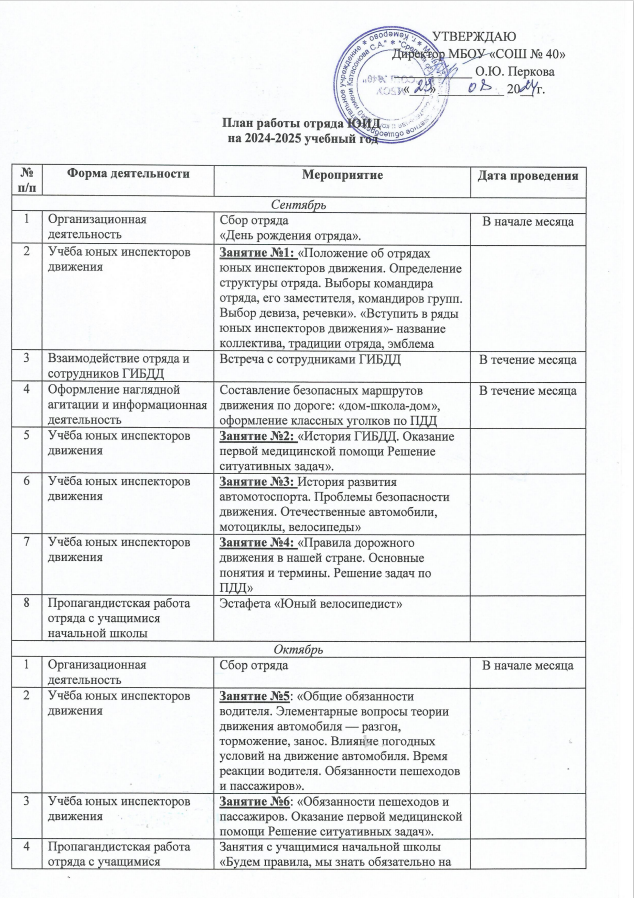 УТВЕРЖДАЮ
Директор МБОУ «СОШ № 40»
О.Ю. Перкова
« 29 » 08 2024 г.
План работы отряда ЮИД
на 2024-2025 учебный год
№ п/п Форма деятельности Мероприятие Дата проведения
Сентябрь
1 Организационная Сбор отряда В начале месяца
деятельность «День рождения отряда».
2 Учёба юных инспекторов Занятие №1: «Положение об отрядах
движения юных инспекторов движения. Определение
структуры отряда. Выборы командира
отряда, его заместителя, командиров групп.
Выбор девиза, речевки». «Вступить в ряды
юных инспекторов движения»- название
коллектива, традиции отряда, эмблема
3 Взаимодействие отряда и Встреча с сотрудниками ГИБДД В течение месяца
сотрудников ГИБДД
4 Оформление наглядной Составление безопасных маршрутов В течение месяца
агитации и информационная движения по дороге: «дом-школа-дом»,
деятельность оформление классных уголков по ПДД
5 Учёба юных инспекторов Занятие №2: «История ГИБДД. Оказание
движения первой медицинской помощи Решение
ситуативных задач».
6 Учёба юных инспекторов Занятие №3: История развития
движения автомотоспорта. Проблемы безопасности
движения. Отечественные автомобили,
мотоциклы, велосипеды»
7 Учёба юных инспекторов Занятие №4: «Правила дорожного
движения движения в нашей стране. Основные
понятия и термины. Решение задач по
ПДД»
8 Пропагандистская работа Эстафета «Юный велосипедист»
отряда с учащимися
начальной школы
Октябрь
1 Организационная Сбор отряда В начале месяца
деятельность
2 Учёба юных инспекторов Занятие №5: «Общие обязанности
движения водителя. Элементарные вопросы теории
движения автомобиля — разгон,
торможение, занос. Влияние погодных
условий на движение автомобиля. Время
реакции водителя. Обязанности пешеходов
и пассажиров».
3 Учёба юных инспекторов Занятие №6: «Обязанности пешеходов и
движения пассажиров. Оказание первой медицинской
помощи Решение ситуативных задач».
4 Пропагандистская работа Занятия с учащимися начальной школы
отряда с учащимися «Будем правила, мы знать обязательно на